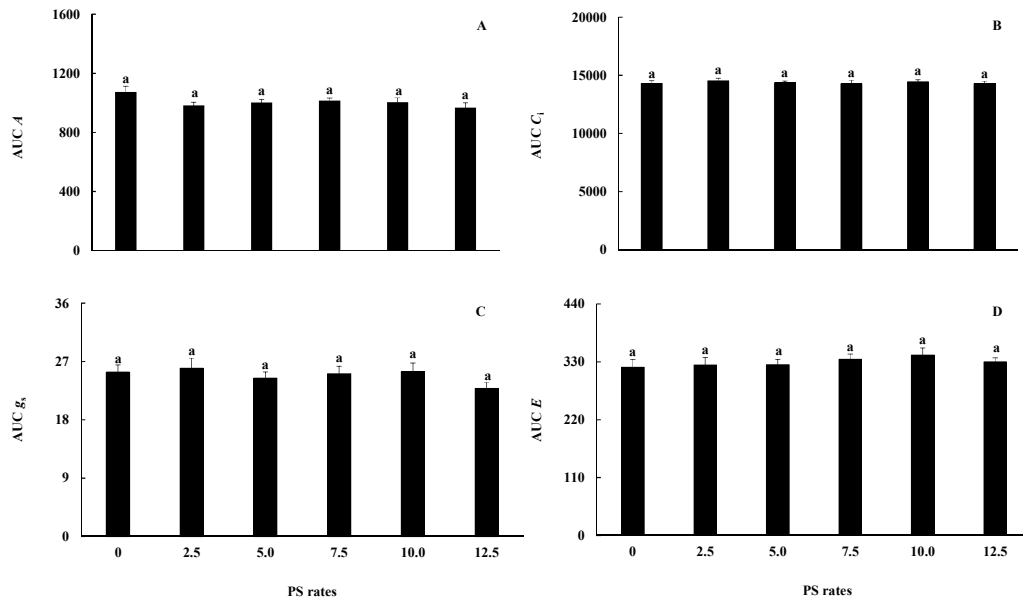 1600
1200
800
400
0
AUC A
A
a
a
a
a
a
a
20000
15000
10000
5000
0
AUC Ci
B
a
a
a
a
a
a
36
27
18
9
0
AUC gs
C
a
a
a
a
a
a
0
2.5
5.0
7.5
10.0
12.5
PS rates
440
330
220
110
0
AUC E
D
a
a
a
a
a
a
0
2.5
5.0
7.5
10.0
12.5
PS rates